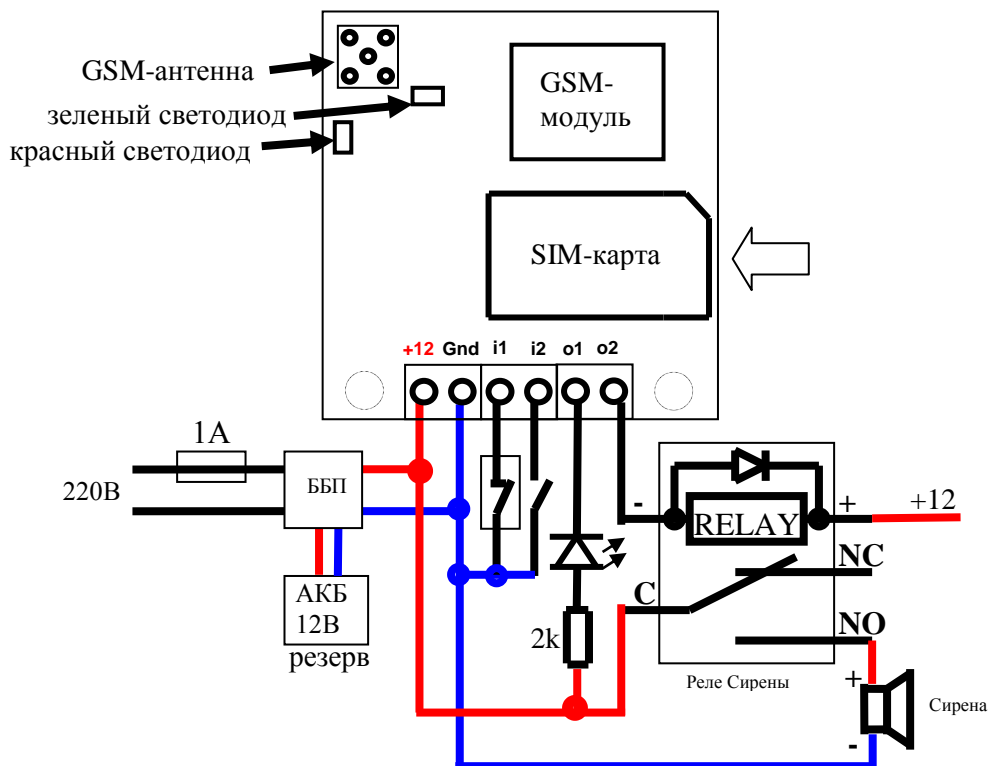 GSM-антенна
зеленый светодиод
красный светодиод
GSM-
модуль
SIM-карта
+12 Gnd i1 i2 o1 o2
1А
220В
ББП
АКБ
12В
резерв
2k
- RELAY + +12
NC
C
NO
Реле Сирены
+
-
Сирена